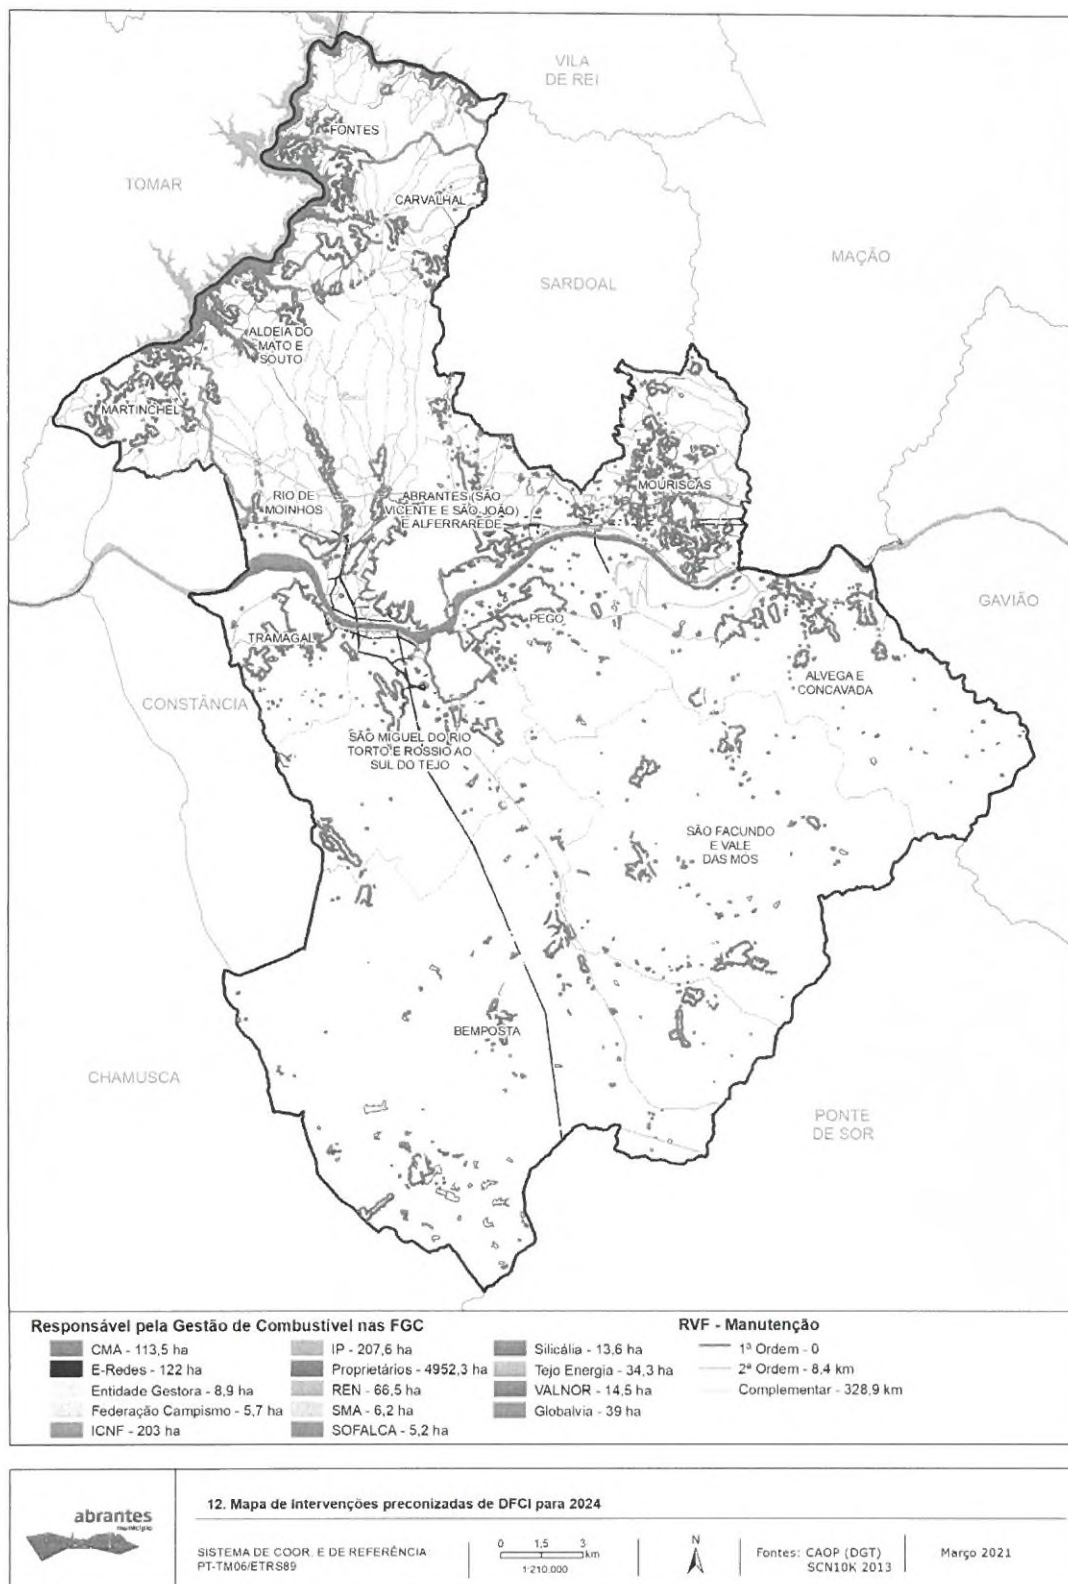 VILA
DE REI
FONTES
TOMAR
CARVALHAL
MAÇÃO
SARDOAL
ALDEIA DO
MATO E
SOUTO
MARTINCHEL
MOURISCAS
RIO DE
MOINHOS
ABRANTES (SÃO
VICENTE E SÃO JOÃO)
E ALFERRAREDE
GAVIÃO
PEGO
TRAMAGAL
ALVEGA E
CONCAVADA
CONSTÂNCIA
SÃO MIGUEL DO RIO
TORTO E ROSSIO AO
SUL DO TEJO
SÃO FACUNDO
E VALE
DAS MÓS
BEMPOSTA
CHAMUSCA
PONTE
DE SOR
Responsável pela Gestão de Combustível nas FGC
CMA - 113,5 ha
E-Redes - 122 ha
Entidade Gestora - 8,9 ha
Federação Campismo - 5,7 ha
ICNF - 203 ha
IP - 207,6 ha
Proprietários - 4952,3 ha
REN - 66,5 ha
SMA - 6,2 ha
SOFALCA - 5,2 ha
Silicália - 13,6 ha
Tejo Energia - 34,3 ha
VALNOR - 14,5 ha
Globalvia - 39 ha
RVF - Manutenção
1ª Ordem - 0
2ª Ordem - 8,4 km
Complementar - 328,9 km
abrantes
município
12. Mapa de intervenções preconizadas de DFCI para 2024
SISTEMA DE COOR. E DE REFERÊNCIA
PT-TM06/ETRS89
0 1,5 3
km
1:210.000
N
Fontes: CAOP (DGT)
SCN10K 2013
Março 2021